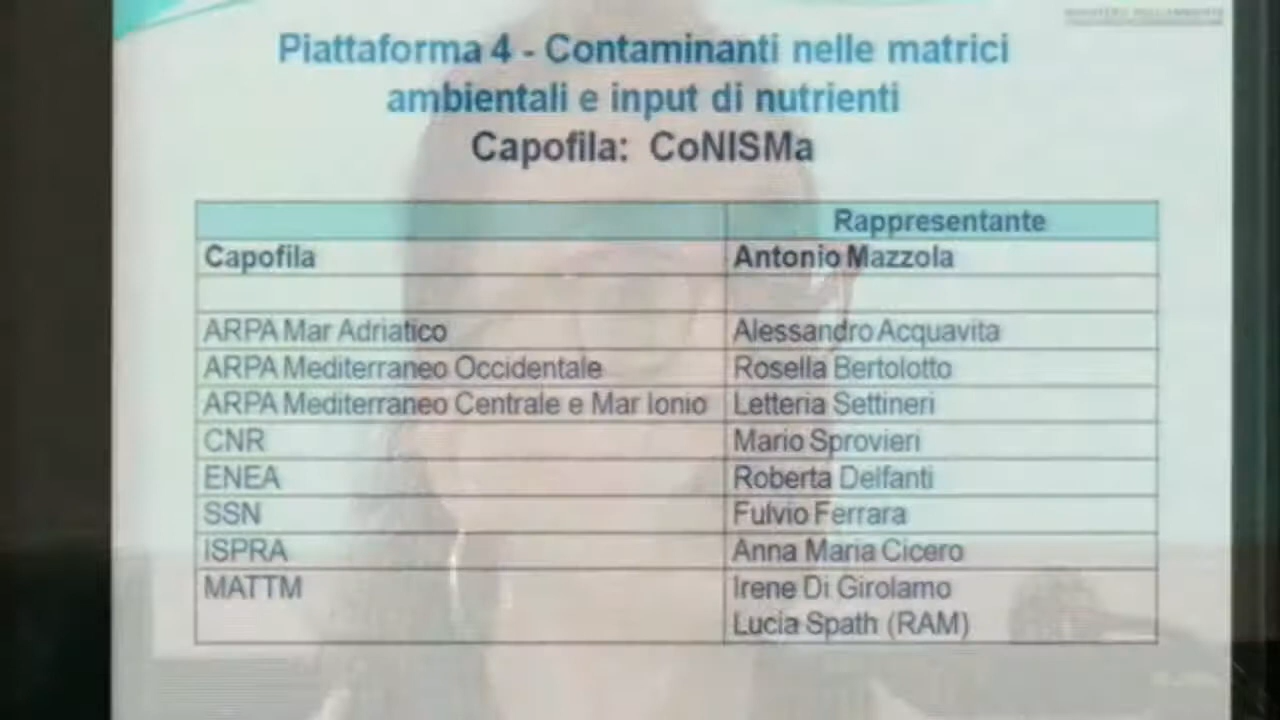 Piattaforma 4 - Contaminanti nelle matrici
ambientali e input di nutrienti
Capofila: CoNISMa
Rappresentante
Capofila Antonio Mazzola
ARPA Mar Adriatico Alessandro Acquavita
ARPA Mediterraneo Occidentale Rosella Bertolotto
ARPA Mediterraneo Centrale e Mar Ionio Letteria Settineri
CNR Mario Sprovieri
ENEA Roberta Delfanti
SSN Fulvio Ferrara
ISPRA Anna Maria Cicero
MATTM Irene Di Girolamo
Lucia Spath (RAM)